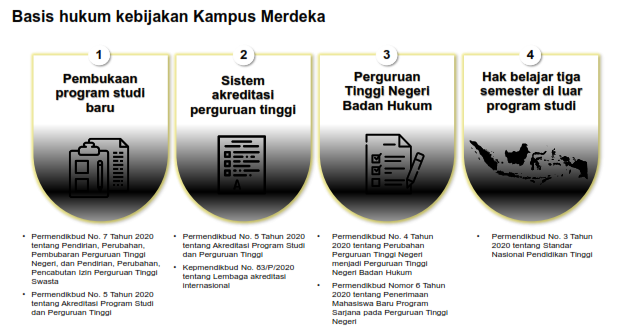 Basis hukum kebijakan Kampus Merdeka
1
Pembukaan
program studi
baru
• Permendikbud No. 7 Tahun 2020
tentang Pendirian, Perubahan,
Pembubaran Perguruan Tinggi
Negeri, dan Pendirian, Perubahan,
Pencabutan Izin Perguruan Tinggi
Swasta
• Permendikbud No. 5 Tahun 2020
tentang Akreditasi Program Studi
dan Perguruan Tinggi
2
Sistem
akreditasi
perguruan tinggi
• Permendikbud No. 5 Tahun 2020
tentang Akreditasi Program Studi
dan Perguruan Tinggi
• Kepmendikbud No. 83/P/2020
tentang Lembaga akreditasi
internasional
3
Perguruan
Tinggi Negeri
Badan Hukum
• Permendikbud No. 4 Tahun
2020 tentang Perubahan
Perguruan Tinggi Negeri
menjadi Perguruan Tinggi
Negeri Badan Hukum
• Permendikbud Nomor 6 Tahun
2020 tentang Penerimaan
Mahasiswa Baru Program
Sarjana pada Perguruan Tinggi
Negeri
4
Hak belajar tiga
semester di luar
program studi
• Permendikbud No. 3 Tahun
2020 tentang Standar
Nasional Pendidikan Tinggi